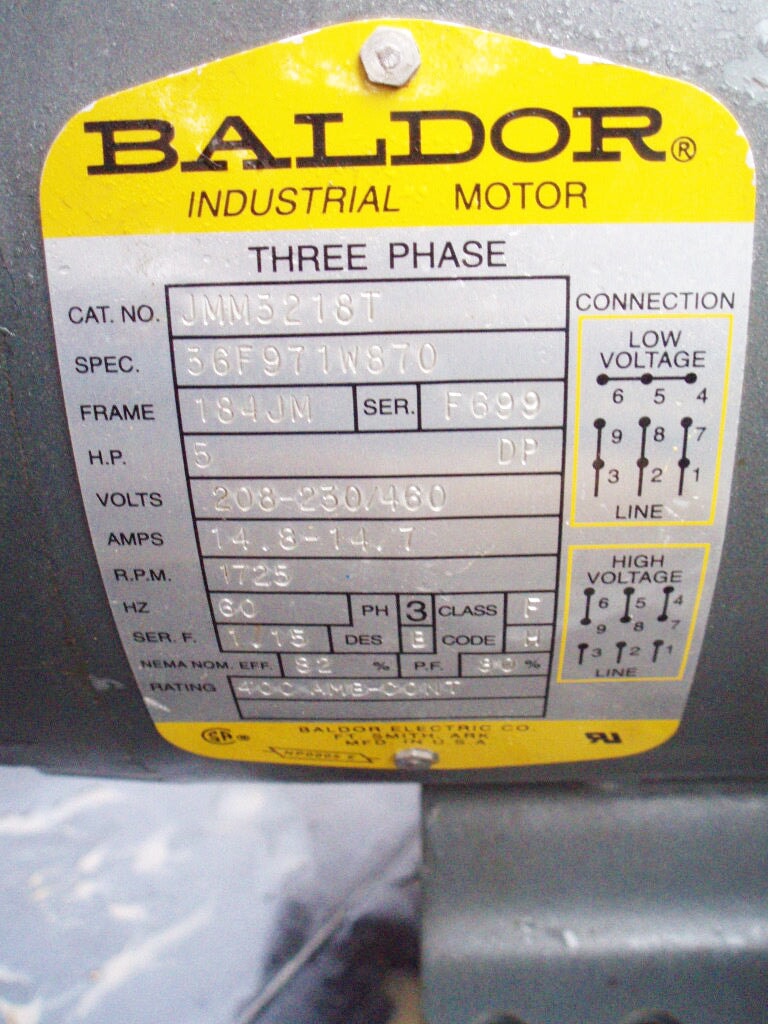 BALDOR®
INDUSTRIAL MOTOR
THREE PHASE
CAT. NO. JMM3218T
SPEC. 36F971W870
FRAME 184JM SER. F699
H.P. 5 DP
VOLTS 208-230/460
AMPS 14.8-14.7
R.P.M. 1725
HZ 60 PH 3 CLASS F
SER. F. 1.15 DES B CODE H
NEMA NOM. EFF. 82 % P.F. 80 %
RATING 40C AMB-CONT
CONNECTION
LOW
VOLTAGE
6 5 4
9 8 7
3 2 1
LINE
HIGH
VOLTAGE
6 5 4
9 8 7
3 2 1
LINE
BALDOR ELECTRIC CO.
FT. SMITH, ARK.
MFD. IN U.S.A.